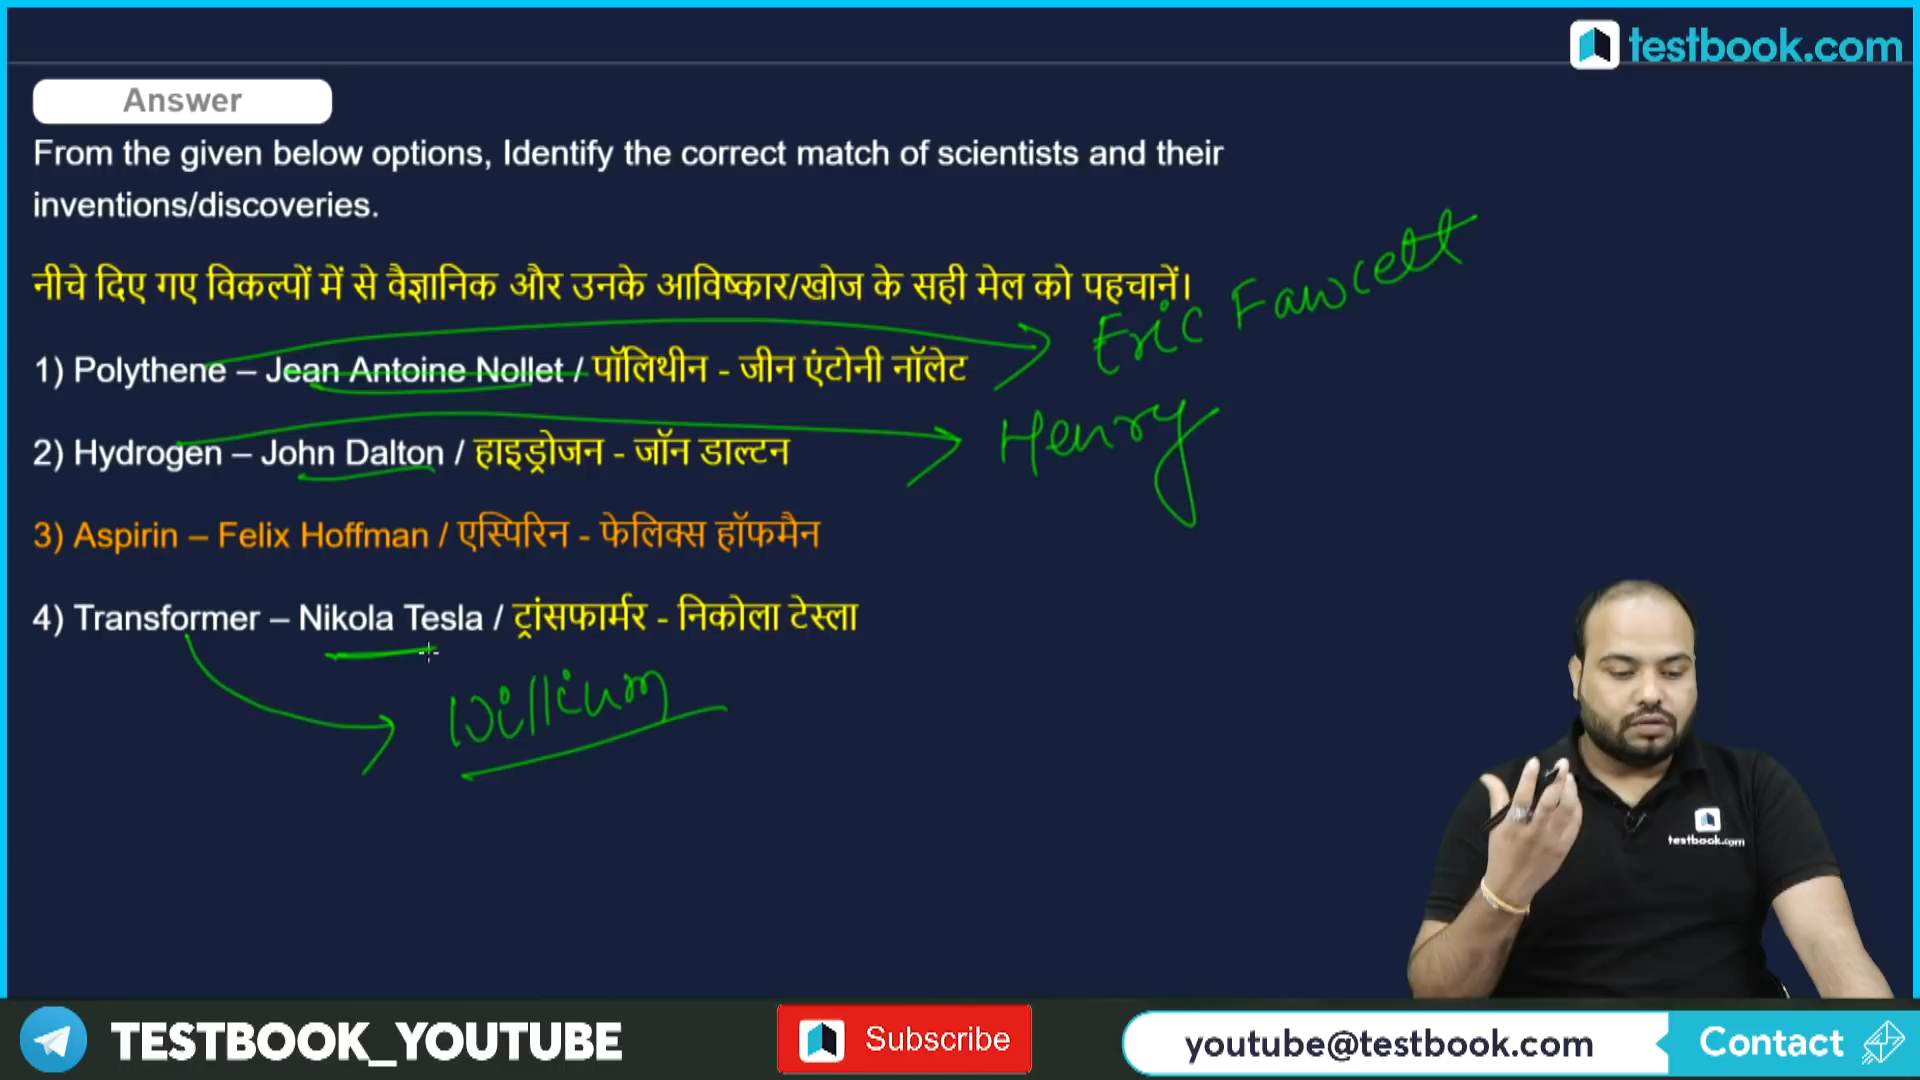 testbook.com
Answer
From the given below options, Identify the correct match of scientists and their
inventions/discoveries.
नीचे दिए गए विकल्पों में से वैज्ञानिक और उनके आविष्कार/खोज के सही मेल को पहचानें।
Eric Fawcett
1) Polythene – Jean Antoine Nollet / पॉलिथीन - जीन एंटोनी नॉलेट
Henry
2) Hydrogen – John Dalton / हाइड्रोजन - जॉन डाल्टन
3) Aspirin – Felix Hoffman / एस्पिरिन - फेलिक्स हॉफमैन
4) Transformer – Nikola Tesla / ट्रांसफार्मर - निकोला टेस्ला
Willium
testbook.com
TESTBOOK_YOUTUBE
Subscribe
youtube@testbook.com
Contact